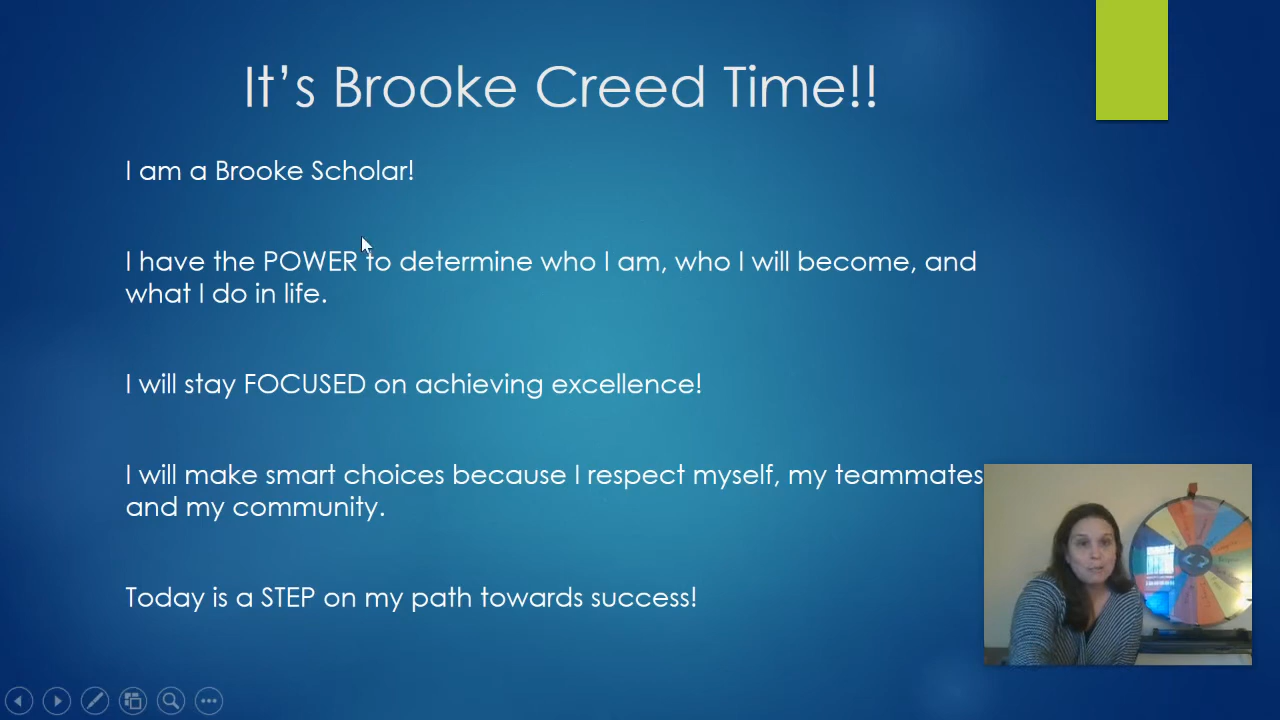 It’s Brooke Creed Time!!
I am a Brooke Scholar!
I have the POWER to determine who I am, who I will become, and
what I do in life.
I will stay FOCUSED on achieving excellence!
I will make smart choices because I respect myself, my teammates
and my community.
Today is a STEP on my path towards success!